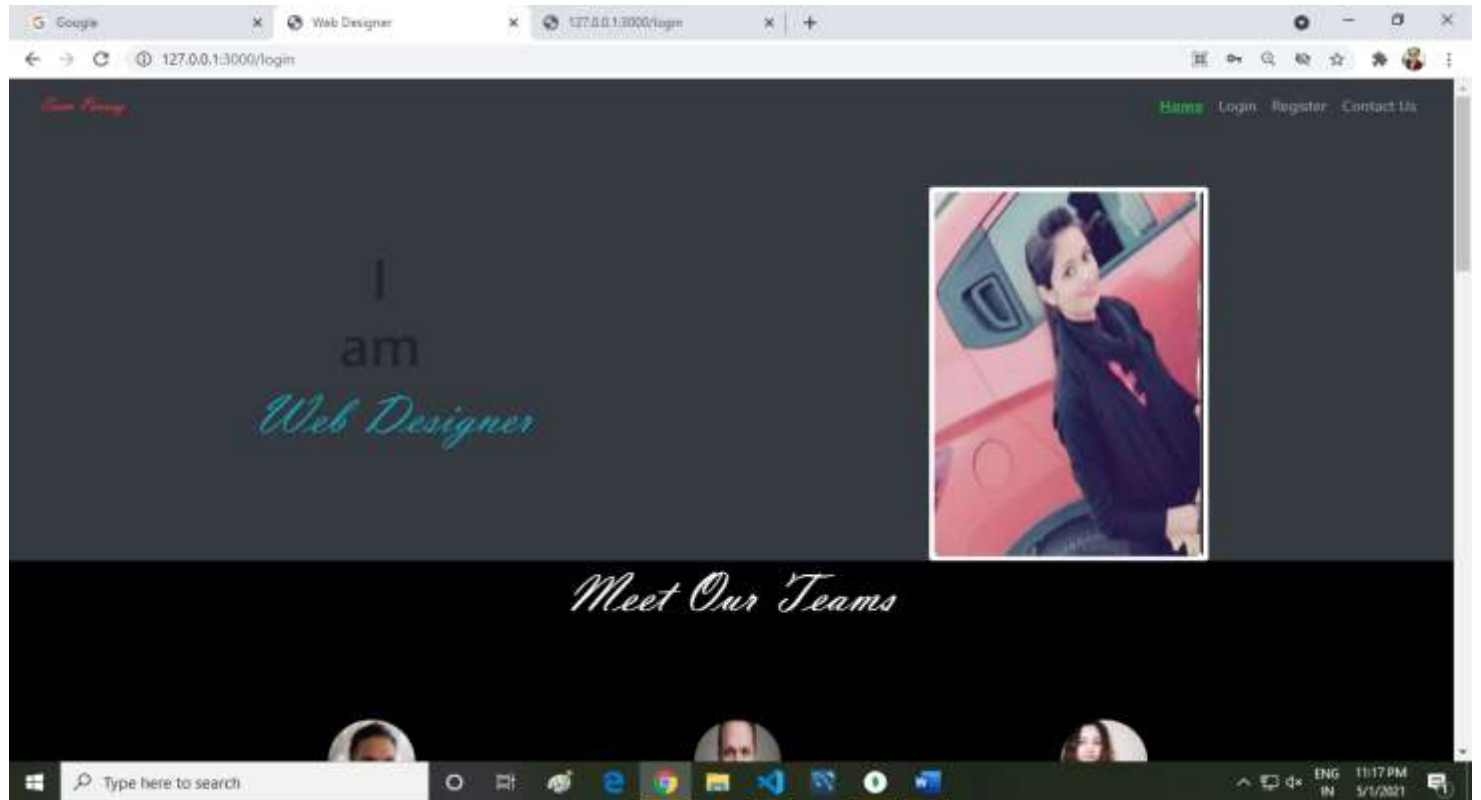 Google
Web Designer
127.0.0.1:3000/login
127.0.0.1:3000/login
Home Login Register Contact Us
I
am
Web Designer
Meet Our Teams
Type here to search
ENG
IN
11:17 PM
5/1/2021